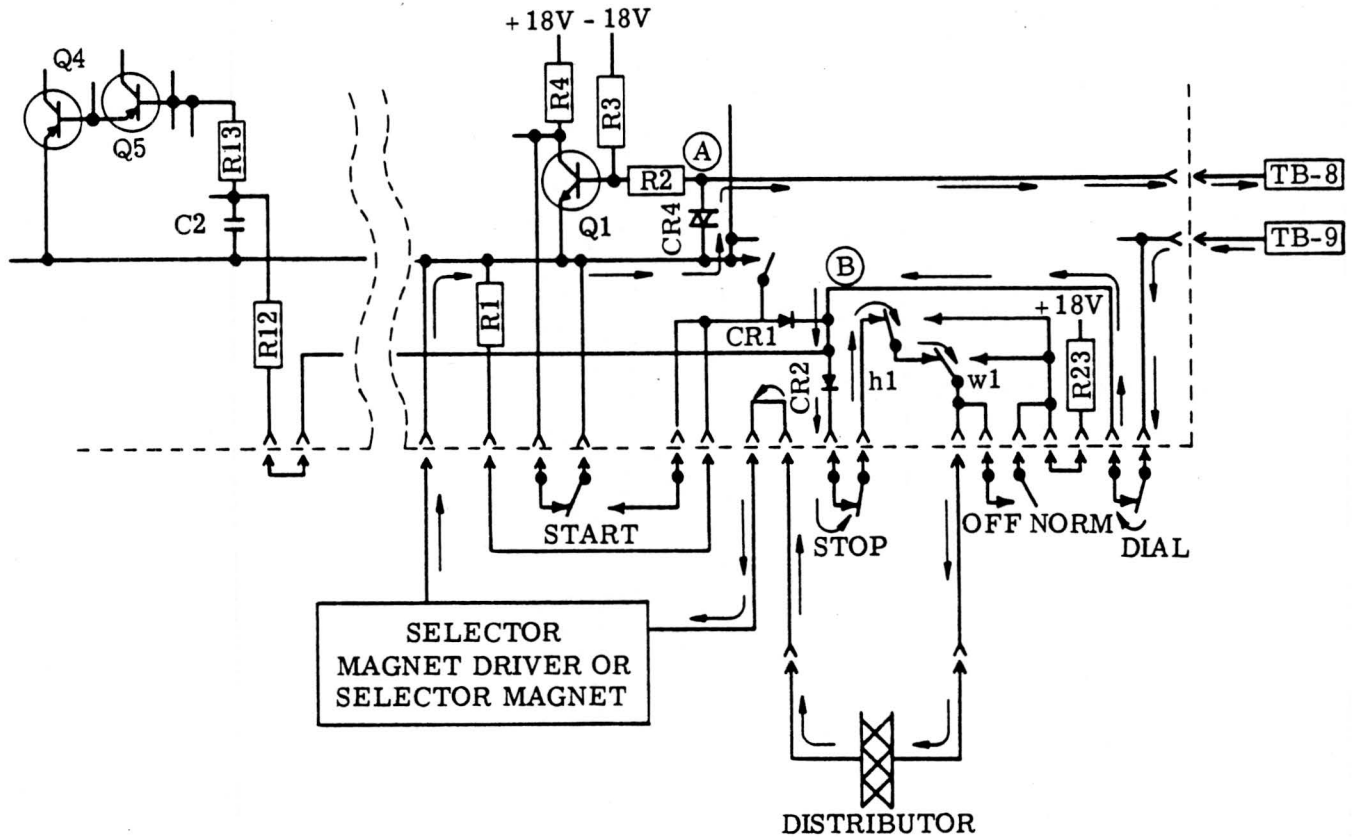 +18V -18V
Q4
Q5
R13
C2
R12
R4
R3
Q1
R2
A
CR4
TB-8
TB-9
R1
B
CR1
CR2
h1
w1
+18V
R23
START
STOP
OFF NORM
DIAL
SELECTOR
MAGNET DRIVER OR
SELECTOR MAGNET
DISTRIBUTOR